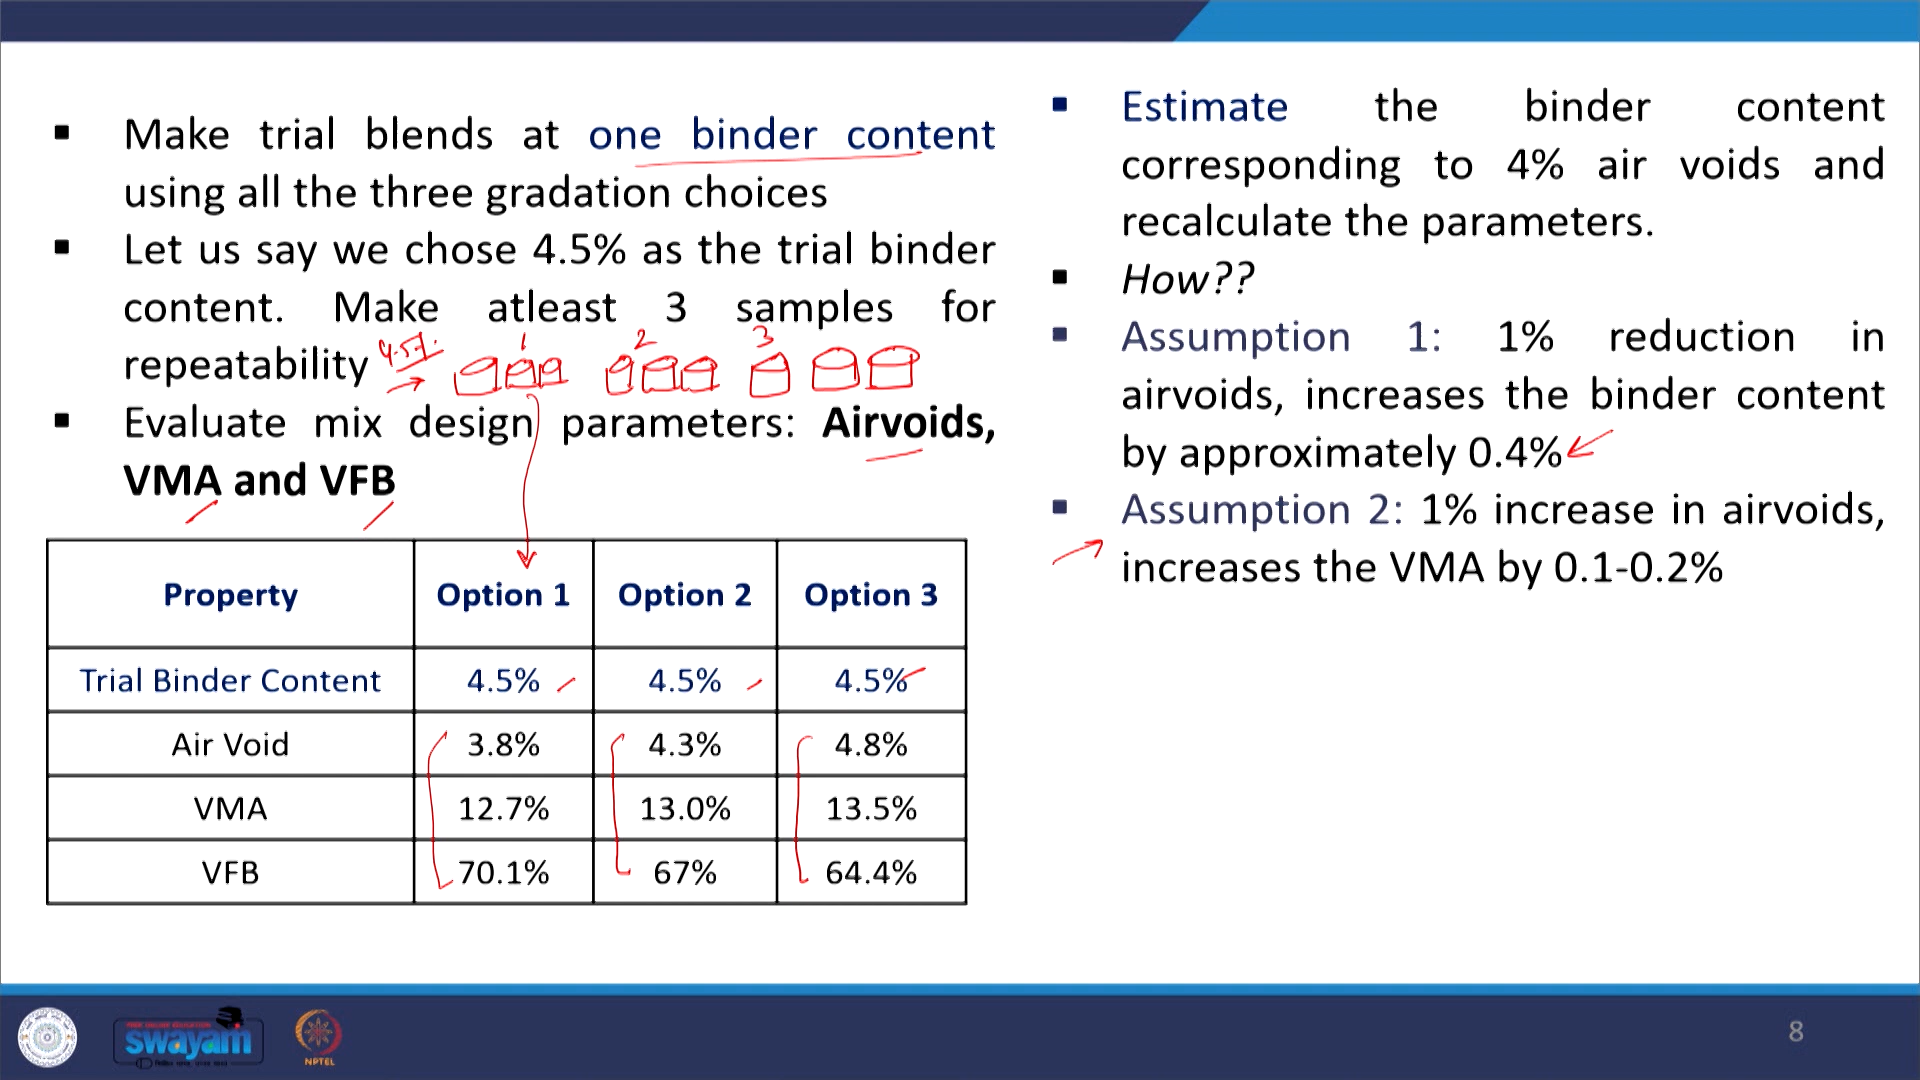 ▪ Make trial blends at one binder content
using all the three gradation choices
▪ Let us say we chose 4.5% as the trial binder
content. Make atleast 3 samples for
repeatability 4.5%. 1 2 3
▪ Evaluate mix design parameters: Airvoids,
VMA and VFB
Property Option 1 Option 2 Option 3
Trial Binder Content 4.5% 4.5% 4.5%
Air Void 3.8% 4.3% 4.8%
VMA 12.7% 13.0% 13.5%
VFB 70.1% 67% 64.4%
▪ Estimate the binder content
corresponding to 4% air voids and
recalculate the parameters.
▪ How??
▪ Assumption 1: 1% reduction in
airvoids, increases the binder content
by approximately 0.4%
▪ Assumption 2: 1% increase in airvoids,
increases the VMA by 0.1-0.2%
swayam
NPTEL
8